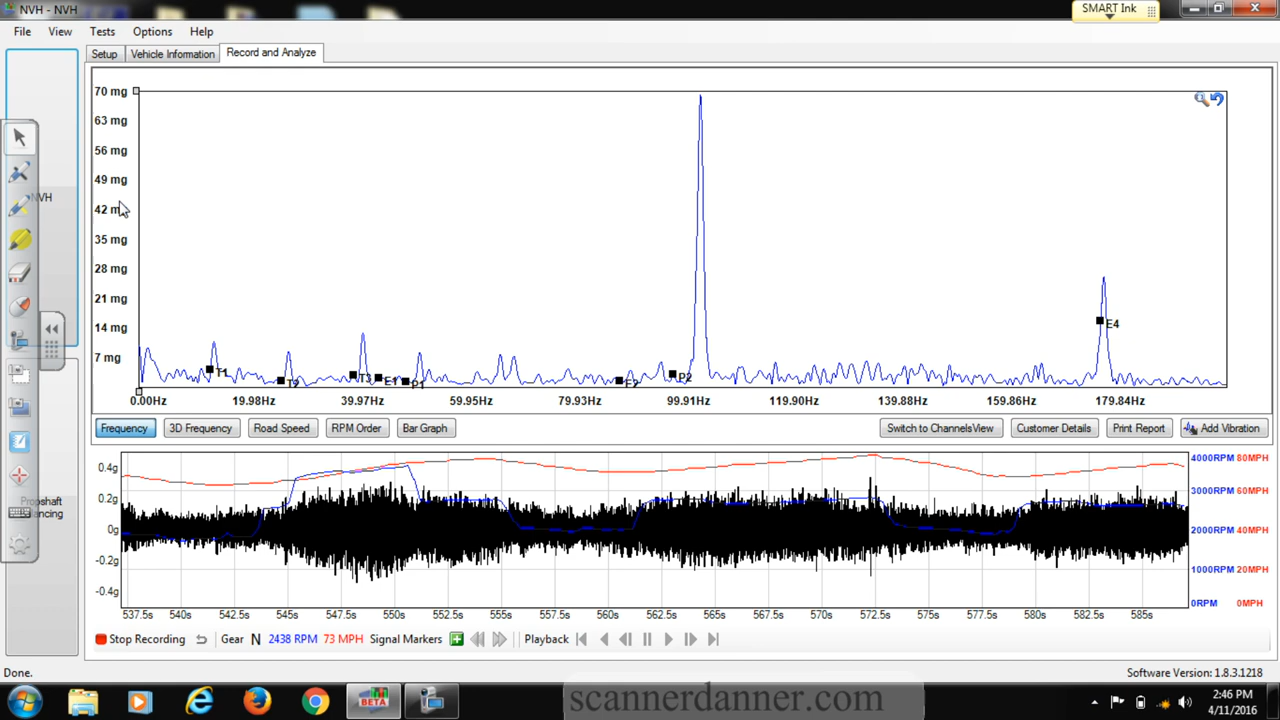 NVH - NVH
SMART Ink
File View Tests Options Help
Setup Vehicle Information Record and Analyze
70 mg
63 mg
56 mg
49 mg
NVH
42 m
35 mg
28 mg
21 mg
14 mg
7 mg
T1 T2 T3 E1 P1 E2 P2 E4
0.00Hz 19.98Hz 39.97Hz 59.95Hz 79.93Hz 99.91Hz 119.90Hz 139.88Hz 159.86Hz 179.84Hz
Frequency 3D Frequency Road Speed RPM Order Bar Graph Switch to ChannelsView Customer Details Print Report Add Vibration
0.4g 4000RPM 80MPH
0.2g 3000RPM 60MPH
0g 2000RPM 40MPH
-0.2g 1000RPM 20MPH
-0.4g 0RPM 0MPH
537.5s 540s 542.5s 545s 547.5s 550s 552.5s 555s 557.5s 560s 562.5s 565s 567.5s 570s 572.5s 575s 577.5s 580s 582.5s 585s
Stop Recording Gear N 2438 RPM 73 MPH Signal Markers Playback
Done. Software Version: 1.8.3.1218
BETA
scannerdanner.com
2:46 PM
4/11/2016